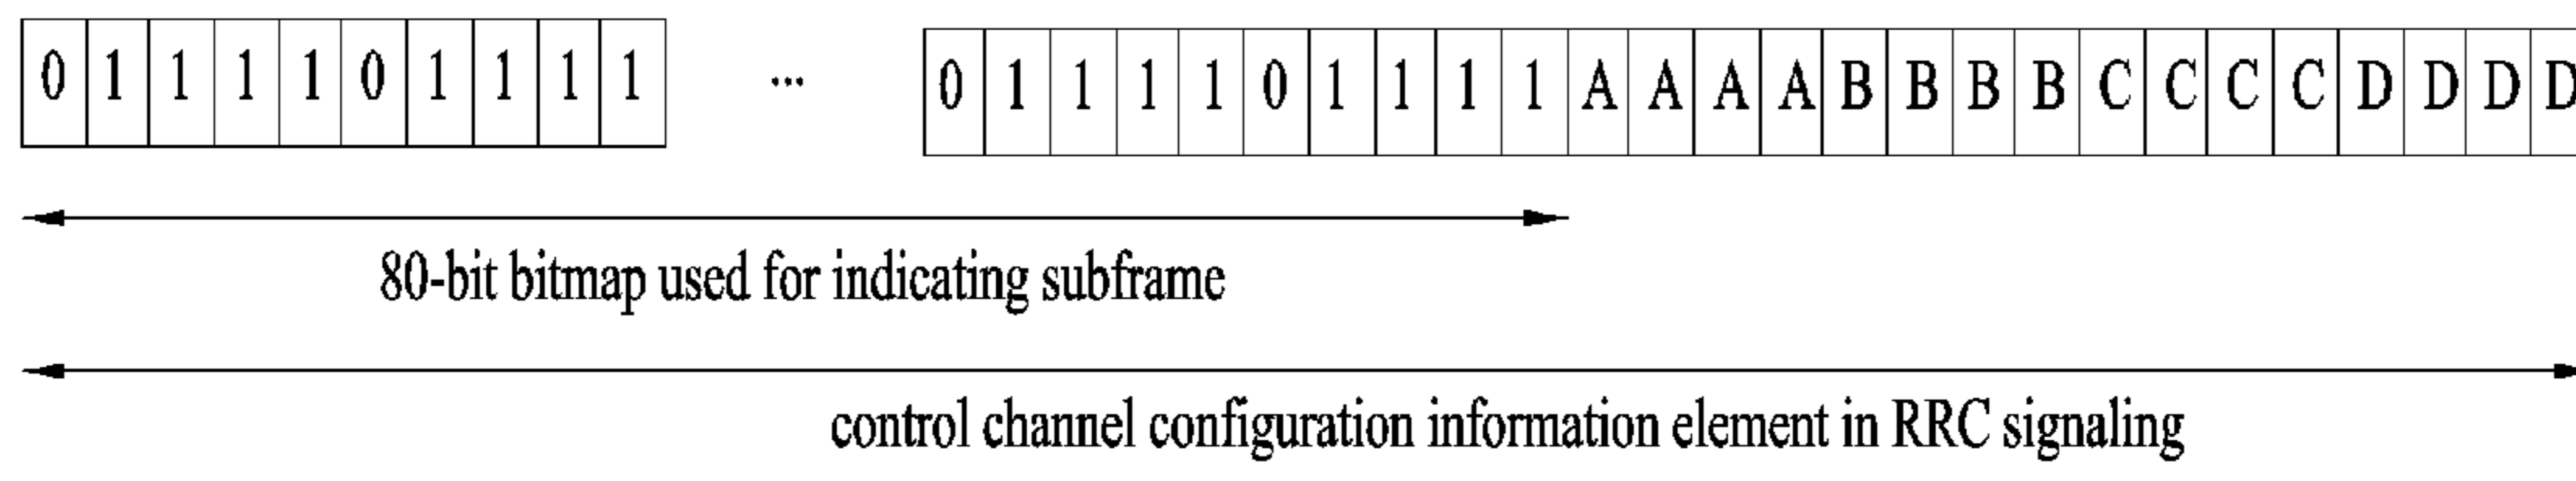 0 1 1 1 1 0 1 1 1 1 ... 0 1 1 1 1 0 1 1 1 1 A A A A B B B B C C C C D D D D
80-bit bitmap used for indicating subframe
control channel configuration information element in RRC signaling